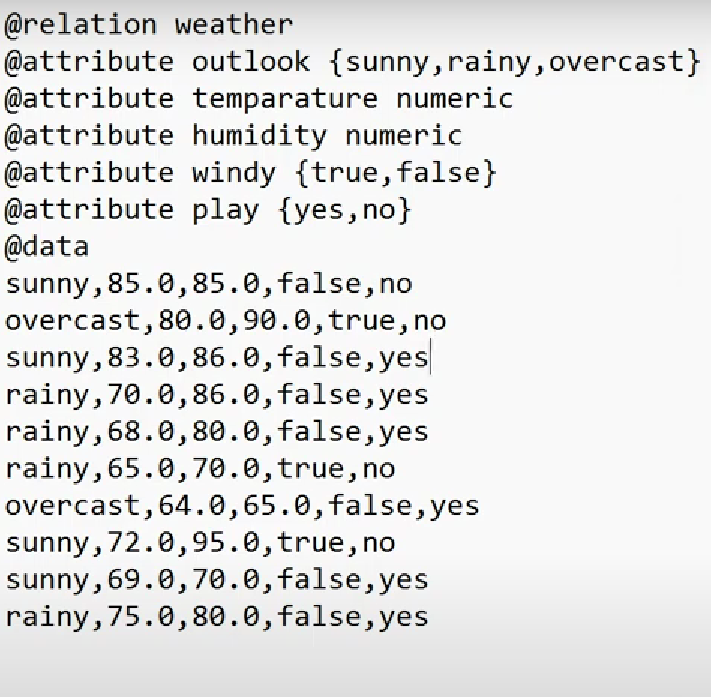 @relation weather
@attribute outlook {sunny,rainy,overcast}
@attribute temparature numeric
@attribute humidity numeric
@attribute windy {true,false}
@attribute play {yes,no}
@data
sunny,85.0,85.0,false,no
overcast,80.0,90.0,true,no
sunny,83.0,86.0,false,yes
rainy,70.0,86.0,false,yes
rainy,68.0,80.0,false,yes
rainy,65.0,70.0,true,no
overcast,64.0,65.0,false,yes
sunny,72.0,95.0,true,no
sunny,69.0,70.0,false,yes
rainy,75.0,80.0,false,yes